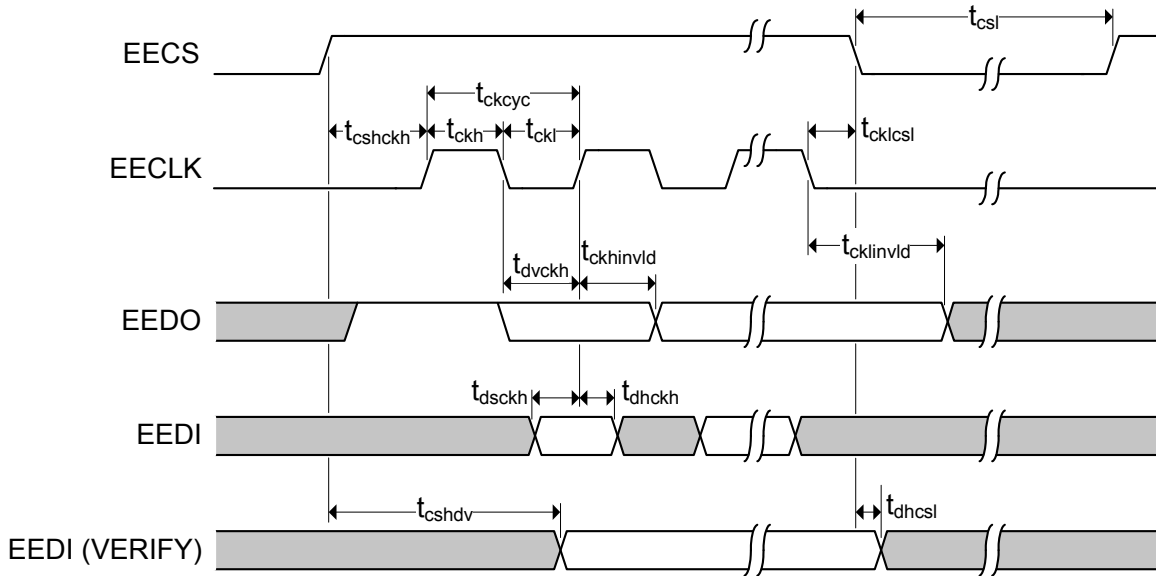 EECS
t_csl
t_ckcyc
t_cshckh
t_ckh
t_ckl
t_cklcsl
EECLK
t_ckhinvld
t_cklinvld
t_dvckh
EEDO
t_dsckh
t_dhckh
EEDI
t_cshdv
t_dhcsl
EEDI (VERIFY)